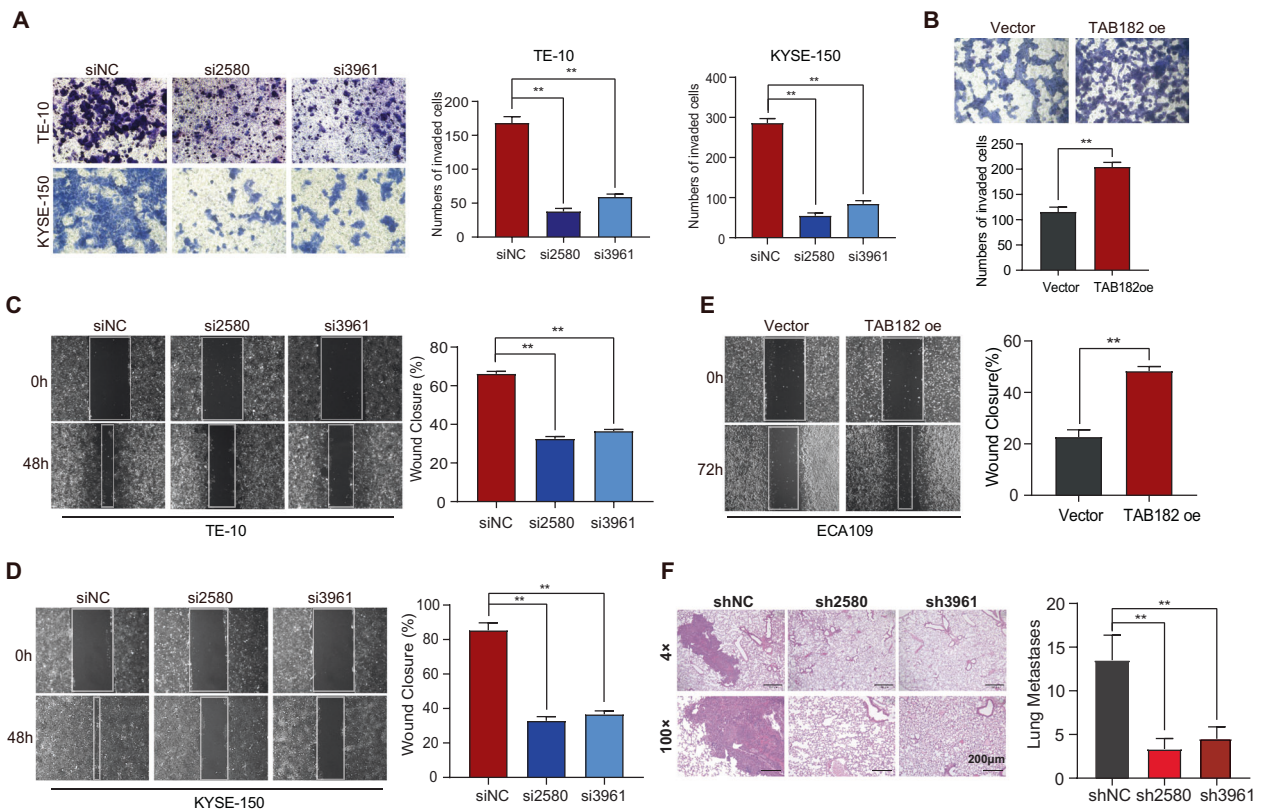 A
siNC si2580 si3961
TE-10
KYSE-150
TE-10
Numbers of invaded cells
200
150
100
50
0
**
**
siNC si2580 si3961
KYSE-150
Numbers of invaded cells
400
300
200
100
0
**
**
siNC si2580 si3961
B
Vector TAB182 oe
Numbers of invaded cells
250
200
150
100
50
0
**
Vector TAB182oe
C
siNC si2580 si3961
0h
48h
TE-10
Wound Closure (%)
80
60
40
20
0
**
**
siNC si2580 si3961
E
Vector TAB182 oe
0h
72h
ECA109
Wound Closure(%)
60
40
20
0
**
Vector TAB182 oe
D
siNC si2580 si3961
0h
48h
KYSE-150
Wound Closure (%)
100
80
60
40
20
0
**
**
siNC si2580 si3961
F
shNC sh2580 sh3961
4×
100×
200μm
Lung Metastases
20
15
10
5
0
**
**
shNC sh2580 sh3961